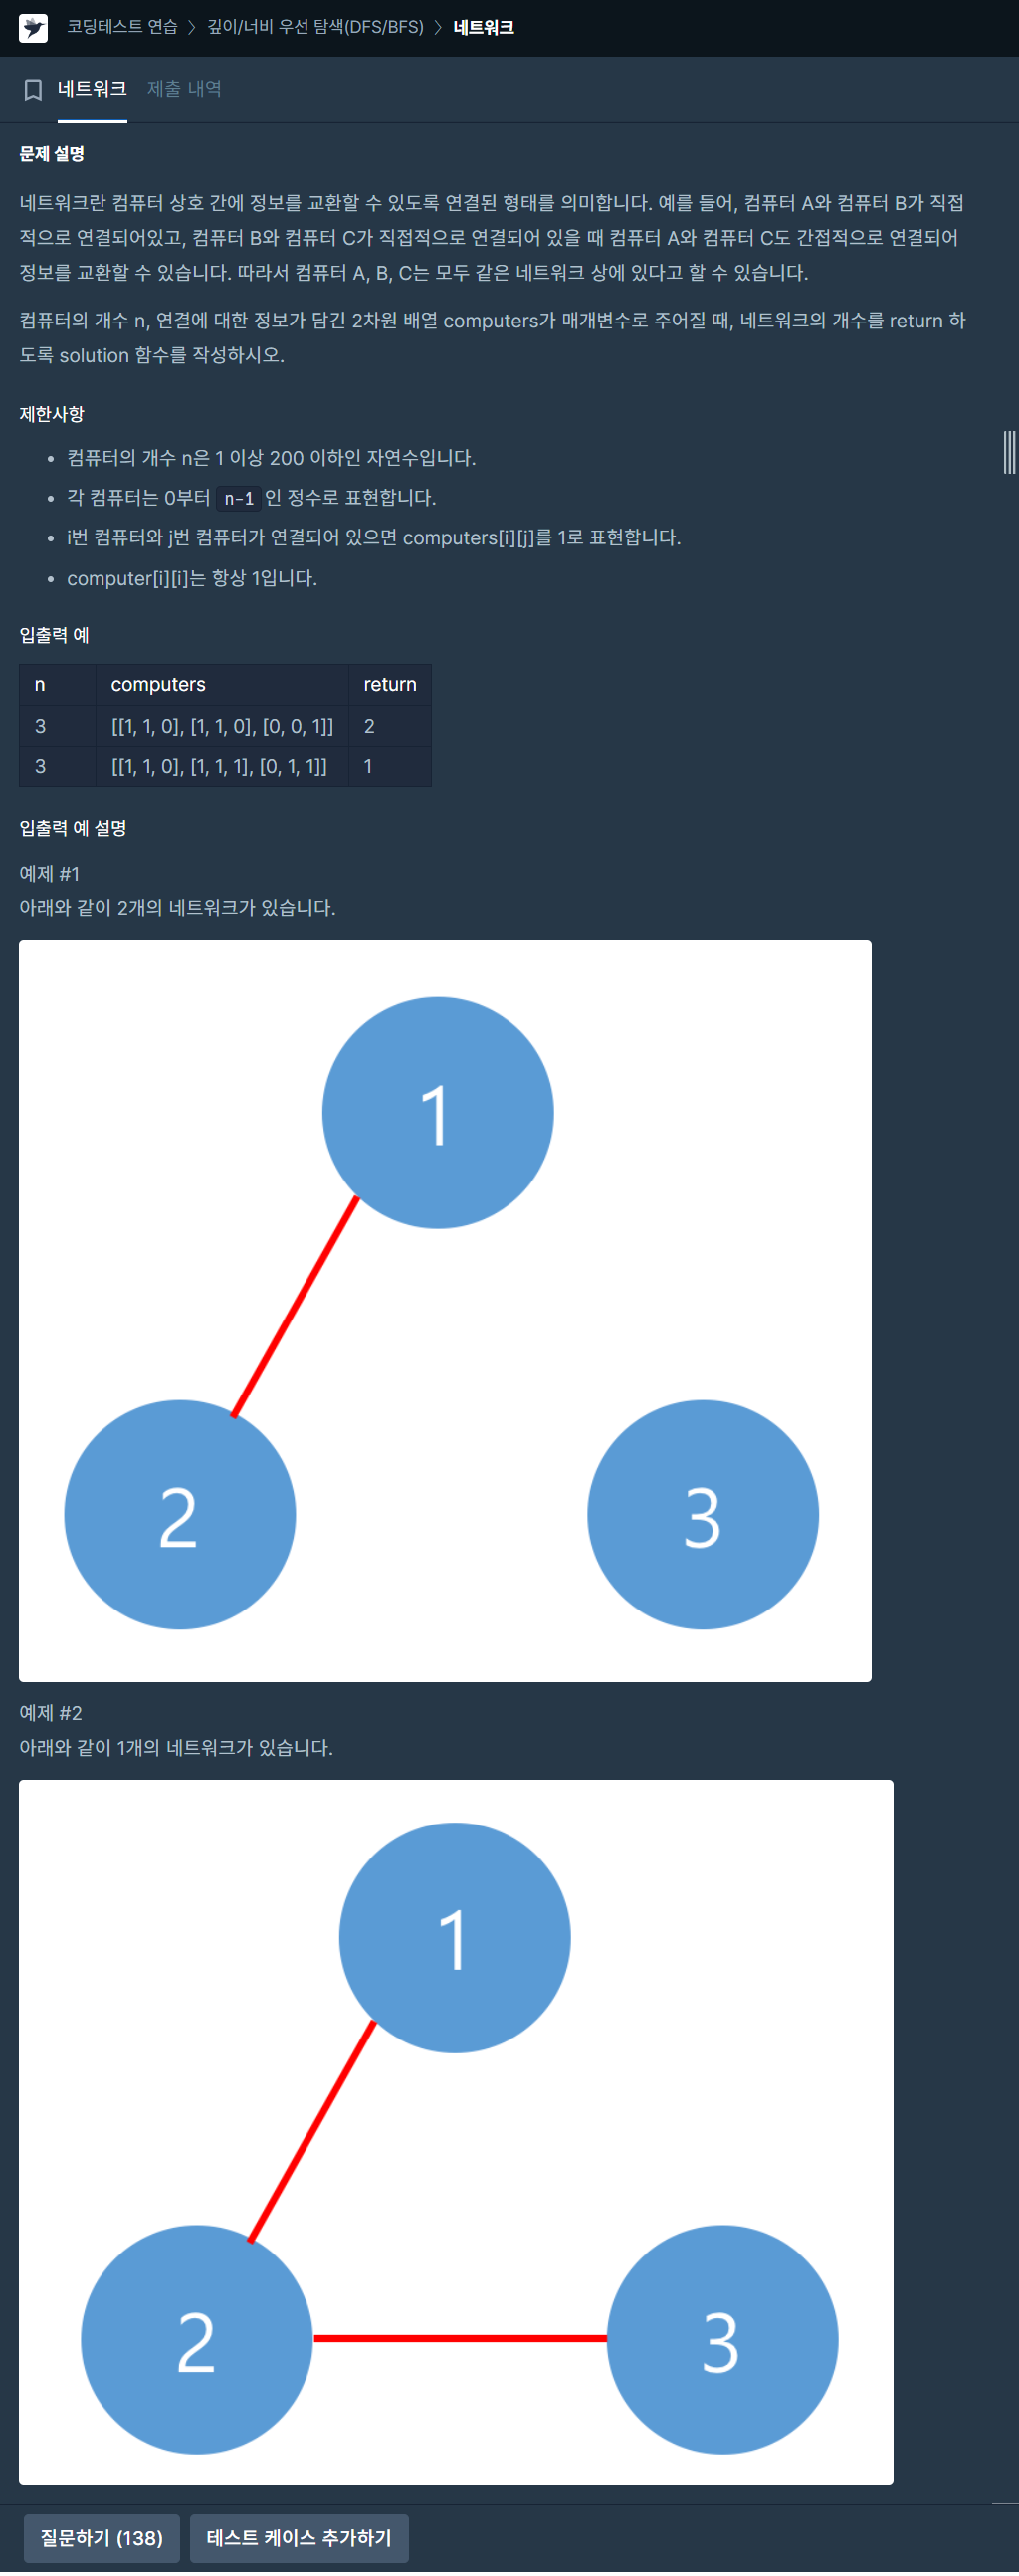 코딩테스트 연습 > 깊이/너비 우선 탐색(DFS/BFS) > 네트워크
네트워크 제출 내역
문제 설명
네트워크란 컴퓨터 상호 간에 정보를 교환할 수 있도록 연결된 형태를 의미합니다. 예를 들어, 컴퓨터 A와 컴퓨터 B가 직접
적으로 연결되어있고, 컴퓨터 B와 컴퓨터 C가 직접적으로 연결되어 있을 때 컴퓨터 A와 컴퓨터 C도 간접적으로 연결되어
정보를 교환할 수 있습니다. 따라서 컴퓨터 A, B, C는 모두 같은 네트워크 상에 있다고 할 수 있습니다.
컴퓨터의 개수 n, 연결에 대한 정보가 담긴 2차원 배열 computers가 매개변수로 주어질 때, 네트워크의 개수를 return 하
도록 solution 함수를 작성하시오.
제한사항
• 컴퓨터의 개수 n은 1 이상 200 이하인 자연수입니다.
• 각 컴퓨터는 0부터 n-1 인 정수로 표현합니다.
• i번 컴퓨터와 j번 컴퓨터가 연결되어 있으면 computers[i][j]를 1로 표현합니다.
• computer[i][i]는 항상 1입니다.
입출력 예
n computers return
3 [[1, 1, 0], [1, 1, 0], [0, 0, 1]] 2
3 [[1, 1, 0], [1, 1, 1], [0, 1, 1]] 1
입출력 예 설명
예제 #1
아래와 같이 2개의 네트워크가 있습니다.
1
2 3
예제 #2
아래와 같이 1개의 네트워크가 있습니다.
1
2 3
질문하기 (138) 테스트 케이스 추가하기